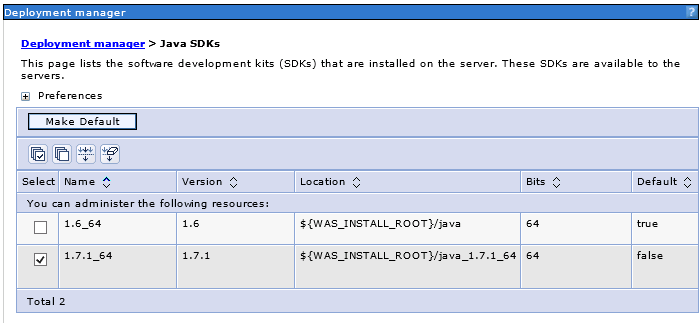 Deployment manager ?
Deployment manager > Java SDKs
This page lists the software development kits (SDKs) that are installed on the server. These SDKs are available to the
servers.
Preferences
Make Default
Select Name Version Location Bits Default
You can administer the following resources:
1.6_64 1.6 ${WAS_INSTALL_ROOT}/java 64 true
1.7.1_64 1.7.1 ${WAS_INSTALL_ROOT}/java_1.7.1_64 64 false
Total 2